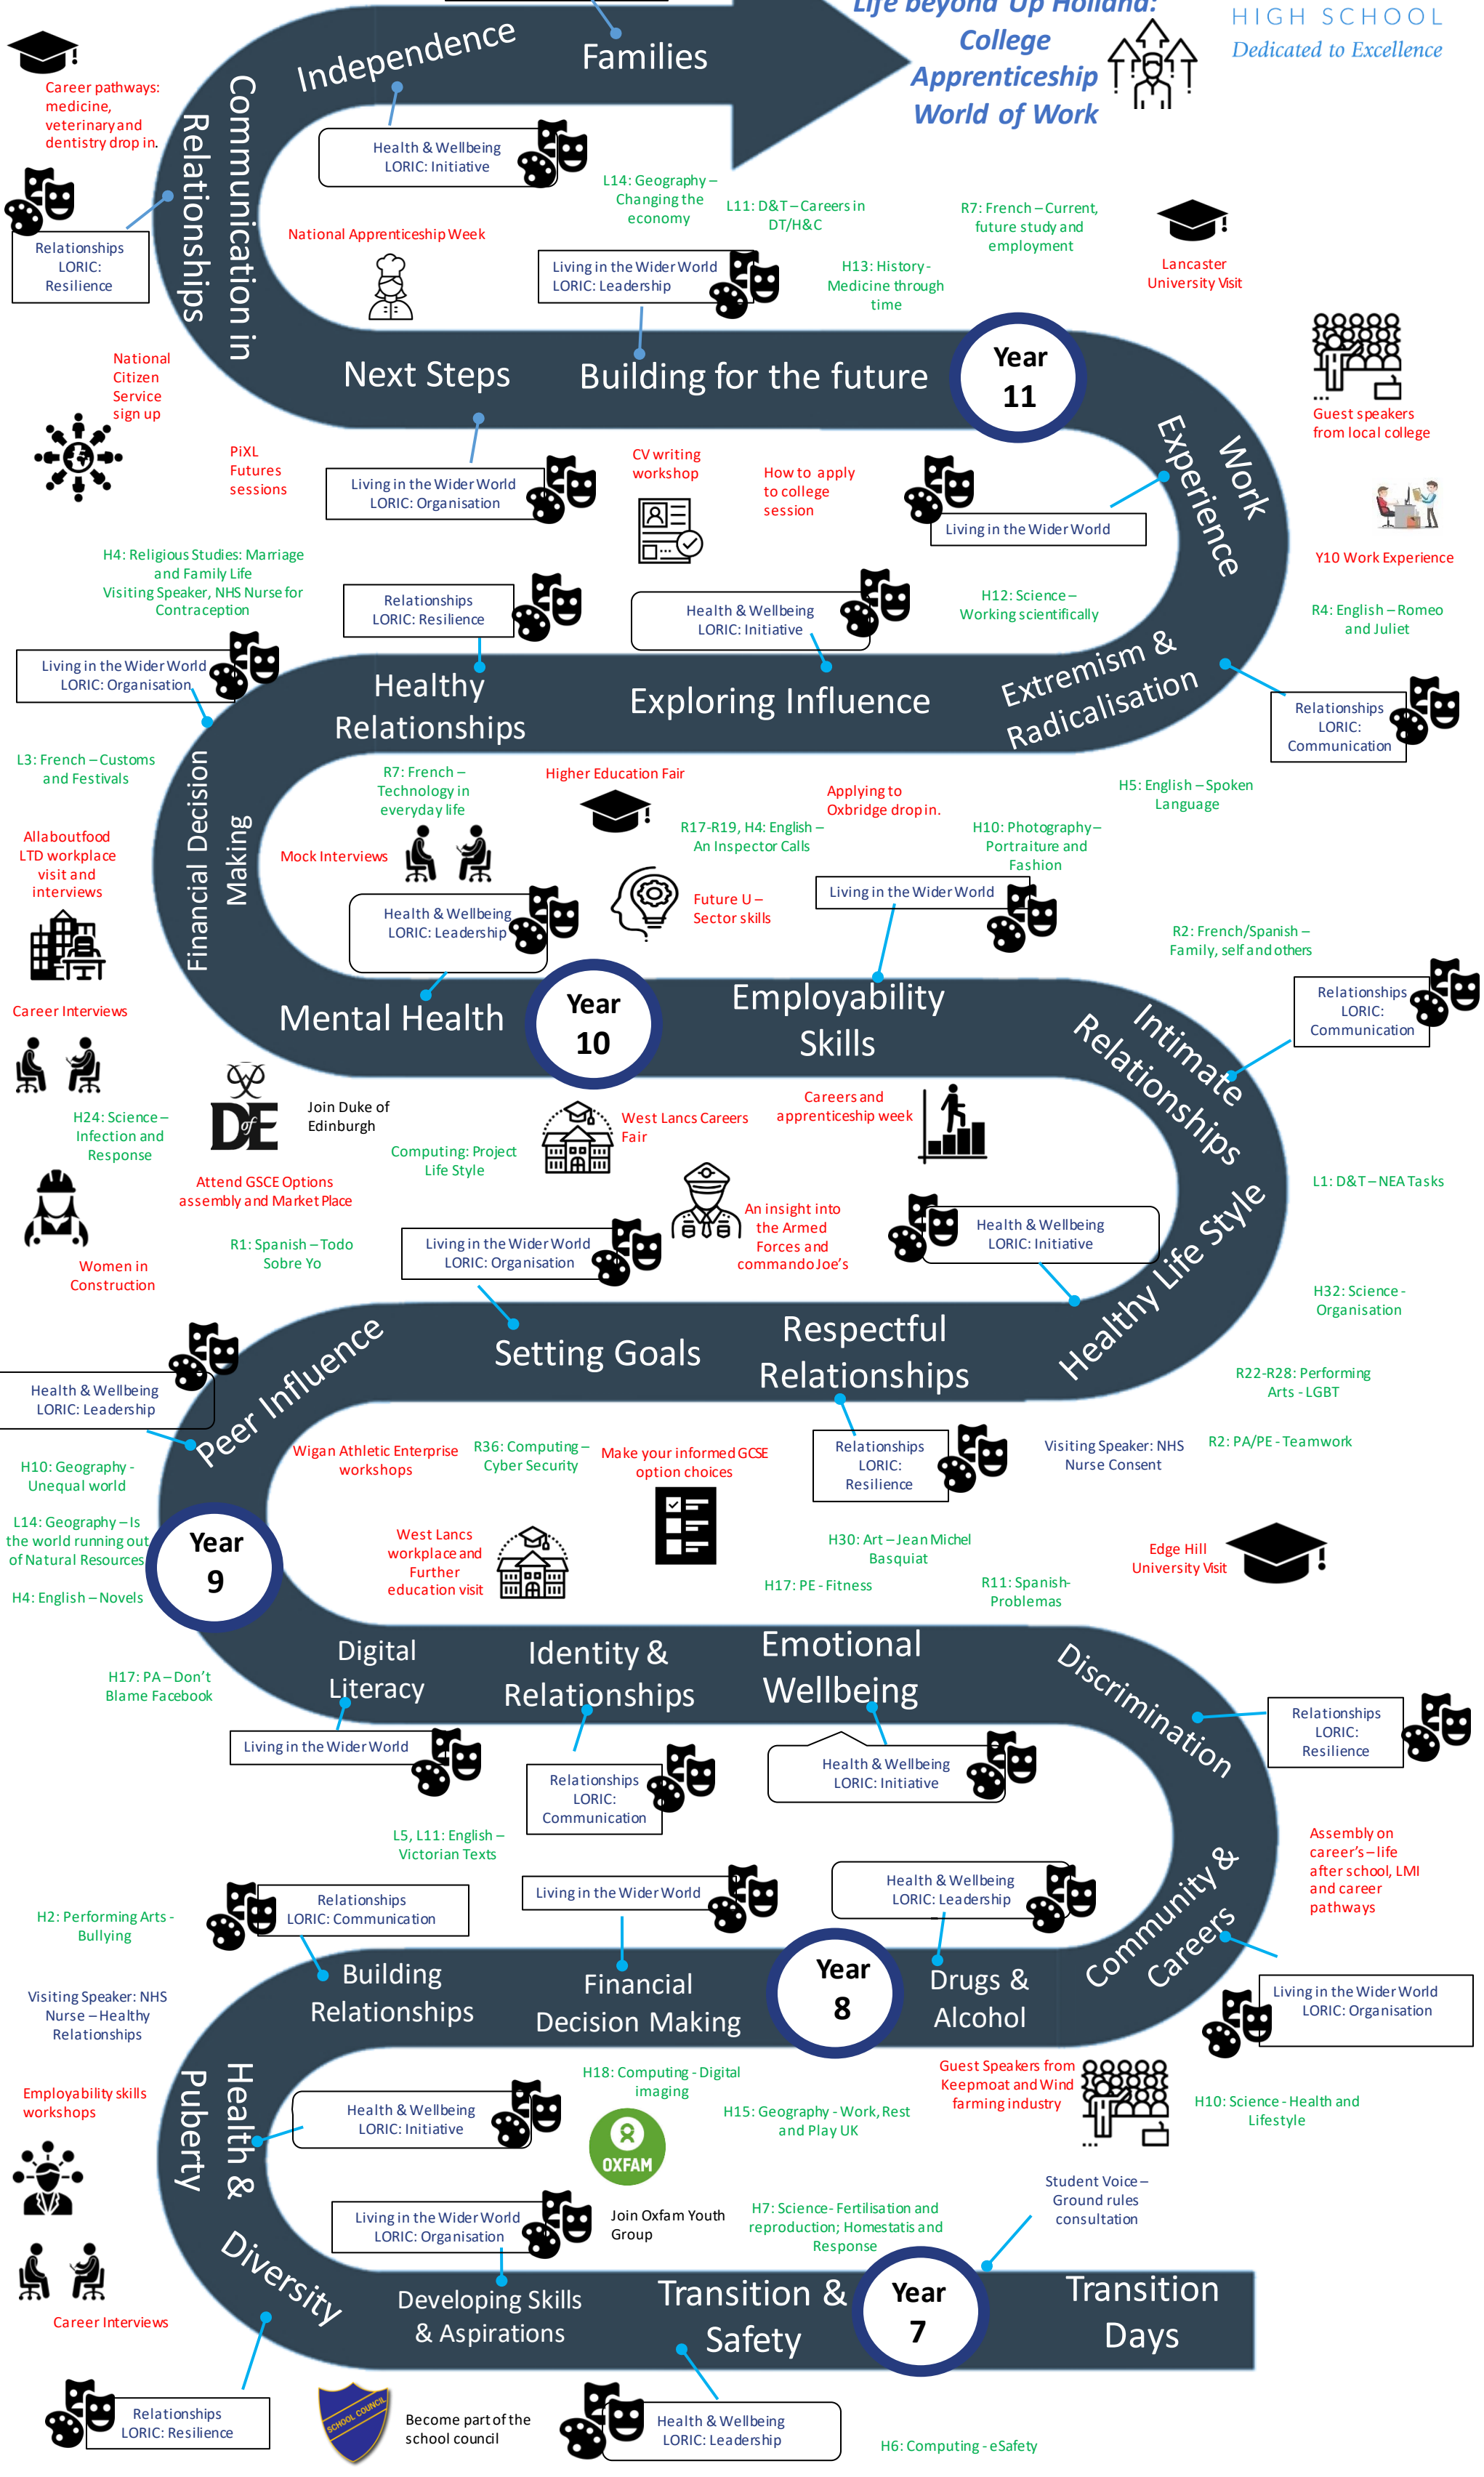 Life beyond Up Holland:
College
Apprenticeship
World of Work
HIGH SCHOOL
Dedicated to Excellence
Independence
Families
Career pathways:
medicine,
veterinary and
dentistry drop in.
Communication in
Relationships
Health & Wellbeing
LORIC: Initiative
Relationships
LORIC:
Resilience
National Apprenticeship Week
L14: Geography –
Changing the
economy
L11: D&T – Careers in
DT/H&C
R7: French – Current,
future study and
employment
Living in the Wider World
LORIC: Leadership
H13: History -
Medicine through
time
Lancaster
University Visit
Next Steps
Building for the future
Year
11
Guest speakers
from local college
National
Citizen
Service
sign up
PiXL
Futures
sessions
Living in the Wider World
LORIC: Organisation
CV writing
workshop
How to apply
to college
session
Living in the Wider World
Work
Experience
Y10 Work Experience
H4: Religious Studies: Marriage
and Family Life
Visiting Speaker, NHS Nurse for
Contraception
Relationships
LORIC: Resilience
Health & Wellbeing
LORIC: Initiative
H12: Science –
Working scientifically
R4: English – Romeo
and Juliet
Living in the Wider World
LORIC: Organisation
Healthy
Relationships
Exploring Influence
Extremism &
Radicalisation
Relationships
LORIC:
Communication
L3: French – Customs
and Festivals
Financial Decision
Making
R7: French –
Technology in
everyday life
Higher Education Fair
Applying to
Oxbridge drop in.
H5: English – Spoken
Language
Allaboutfood
LTD workplace
visit and
interviews
Mock Interviews
R17-R19, H4: English –
An Inspector Calls
H10: Photography –
Portraiture and
Fashion
Health & Wellbeing
LORIC: Leadership
Future U –
Sector skills
Living in the Wider World
R2: French/Spanish –
Family, self and others
Career Interviews
Mental Health
Year
10
Employability
Skills
Intimate
Relationships
Relationships
LORIC:
Communication
H24: Science –
Infection and
Response
DofE
Join Duke of
Edinburgh
Computing: Project
Life Style
West Lancs Careers
Fair
Careers and
apprenticeship week
Attend GSCE Options
assembly and Market Place
An insight into
the Armed
Forces and
commando Joe's
Health & Wellbeing
LORIC: Initiative
L1: D&T – NEA Tasks
Women in
Construction
R1: Spanish – Todo
Sobre Yo
Living in the Wider World
LORIC: Organisation
Healthy Life Style
H32: Science -
Organisation
Peer Influence
Setting Goals
Respectful
Relationships
Health & Wellbeing
LORIC: Leadership
R22-R28: Performing
Arts - LGBT
Wigan Athletic Enterprise
workshops
R36: Computing –
Cyber Security
Make your informed GCSE
option choices
Relationships
LORIC:
Resilience
Visiting Speaker: NHS
Nurse Consent
R2: PA/PE - Teamwork
H10: Geography -
Unequal world
L14: Geography – Is
the world running out
of Natural Resources
H4: English – Novels
Year
9
West Lancs
workplace and
Further
education visit
H30: Art – Jean Michel
Basquiat
H17: PE - Fitness
R11: Spanish-
Problemas
Edge Hill
University Visit
H17: PA – Don't
Blame Facebook
Digital
Literacy
Identity &
Relationships
Emotional
Wellbeing
Discrimination
Living in the Wider World
Relationships
LORIC:
Communication
Health & Wellbeing
LORIC: Initiative
Relationships
LORIC:
Resilience
L5, L11: English –
Victorian Texts
Assembly on
career's – life
after school, LMI
and career
pathways
H2: Performing Arts -
Bullying
Relationships
LORIC: Communication
Living in the Wider World
Health & Wellbeing
LORIC: Leadership
Community &
Careers
Building
Relationships
Financial
Decision Making
Year
8
Drugs &
Alcohol
Living in the Wider World
LORIC: Organisation
Visiting Speaker: NHS
Nurse – Healthy
Relationships
Health &
Puberty
Employability skills
workshops
Health & Wellbeing
LORIC: Initiative
H18: Computing - Digital
imaging
OXFAM
H15: Geography - Work, Rest
and Play UK
Guest Speakers from
Keepmoat and Wind
farming industry
H10: Science - Health and
Lifestyle
Student Voice –
Ground rules
consultation
Living in the Wider World
LORIC: Organisation
Join Oxfam Youth
Group
H7: Science- Fertilisation and
reproduction; Homestatis and
Response
Diversity
Developing Skills
& Aspirations
Transition &
Safety
Year
7
Transition
Days
Career Interviews
Relationships
LORIC: Resilience
SCHOOL COUNCIL
Become part of the
school council
Health & Wellbeing
LORIC: Leadership
H6: Computing - eSafety